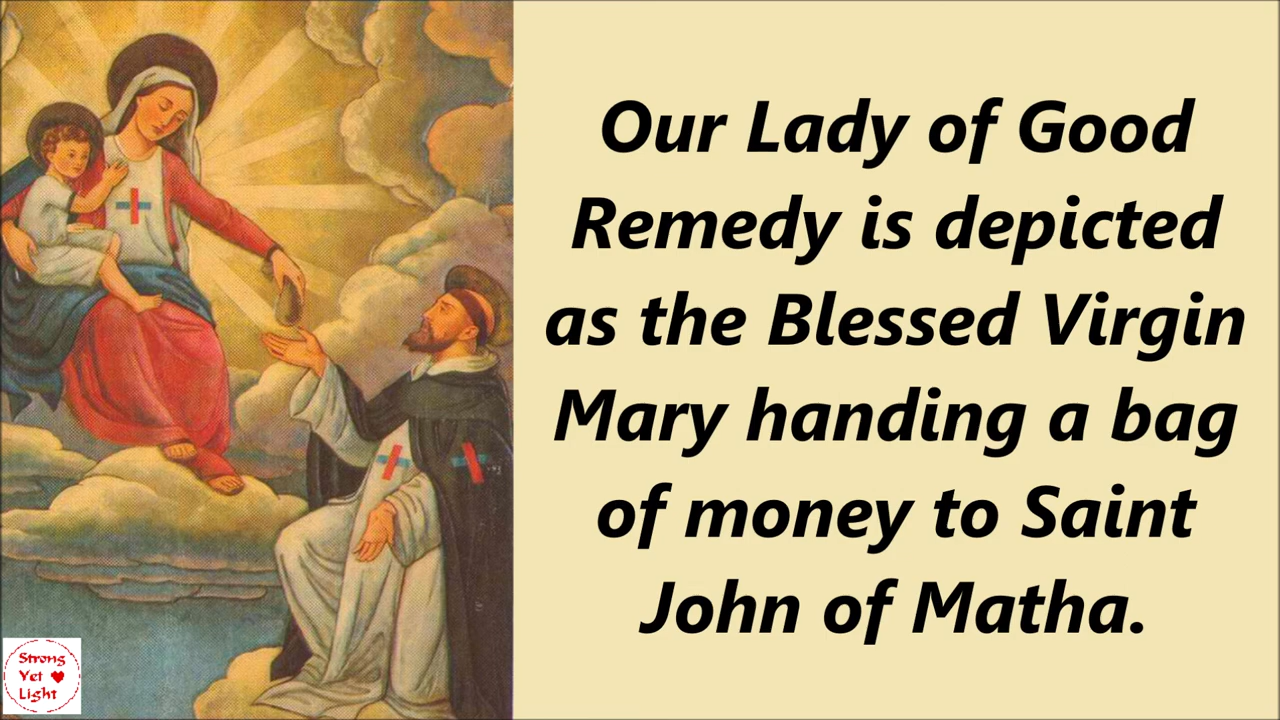 Our Lady of Good
Remedy is depicted
as the Blessed Virgin
Mary handing a bag
of money to Saint
John of Matha.
Strong
Yet
Light